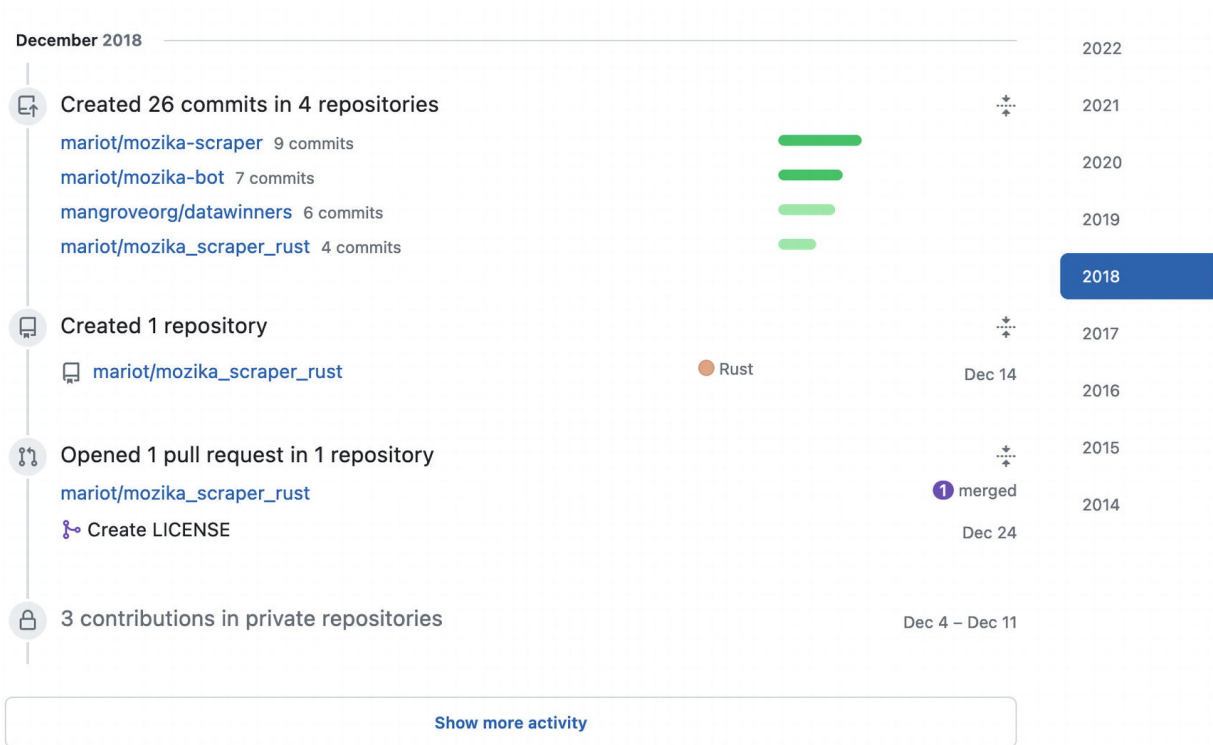 December 2018
Created 26 commits in 4 repositories
mariot/mozika-scraper 9 commits
mariot/mozika-bot 7 commits
mangroveorg/datawinners 6 commits
mariot/mozika_scraper_rust 4 commits
Created 1 repository
mariot/mozika_scraper_rust Rust Dec 14
Opened 1 pull request in 1 repository
mariot/mozika_scraper_rust 1 merged
Create LICENSE Dec 24
3 contributions in private repositories Dec 4 – Dec 11
Show more activity
2022
2021
2020
2019
2018
2017
2016
2015
2014